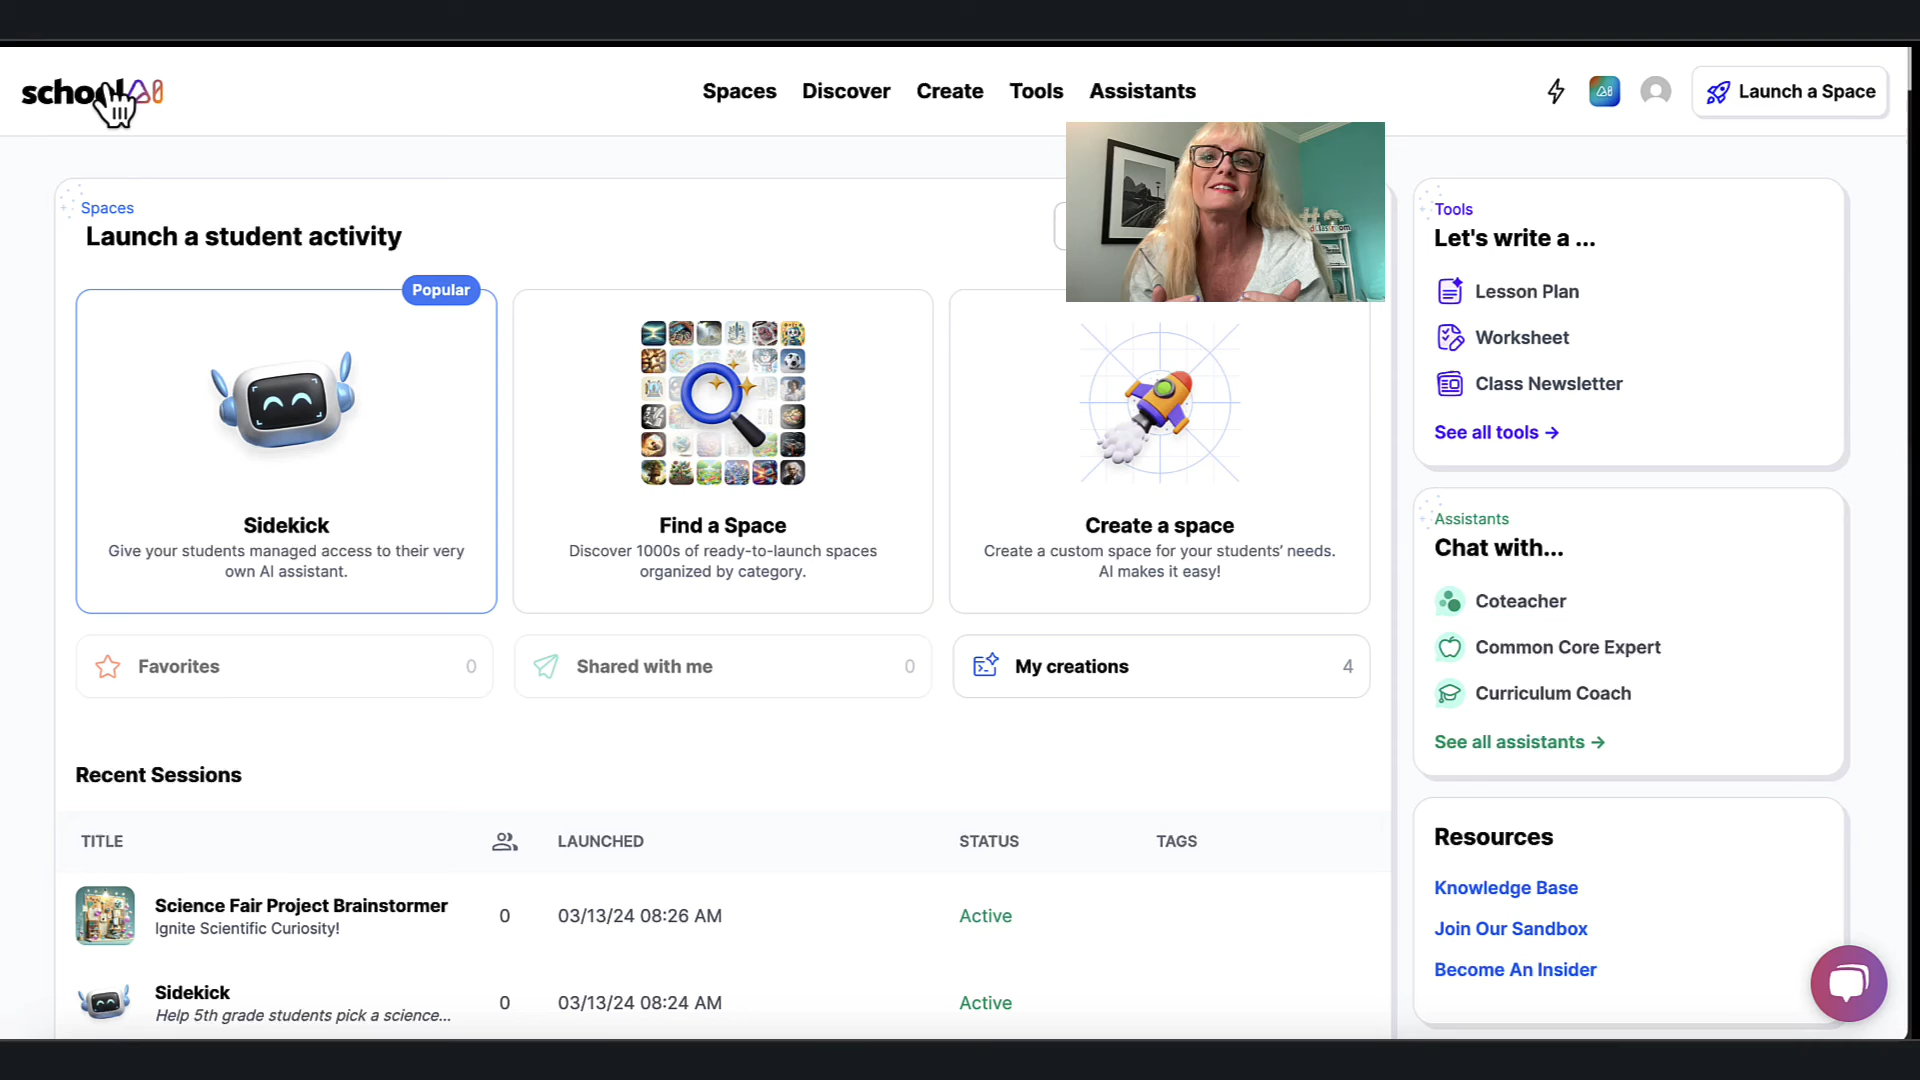 schoolAI
Spaces
Discover
Create
Tools
Assistants
Launch a Space
Spaces
Launch a student activity
Popular
Sidekick
Give your students managed access to their very
own AI assistant.
Find a Space
Discover 1000s of ready-to-launch spaces
organized by category.
Create a space
Create a custom space for your students’ needs.
AI makes it easy!
Favorites
0
Shared with me
0
My creations
4
Recent Sessions
TITLE
LAUNCHED
STATUS
TAGS
Science Fair Project Brainstormer
Ignite Scientific Curiosity!
0
03/13/24 08:26 AM
Active
Sidekick
Help 5th grade students pick a science...
0
03/13/24 08:24 AM
Active
Tools
Let's write a ...
Lesson Plan
Worksheet
Class Newsletter
See all tools →
Assistants
Chat with...
Coteacher
Common Core Expert
Curriculum Coach
See all assistants →
Resources
Knowledge Base
Join Our Sandbox
Become An Insider